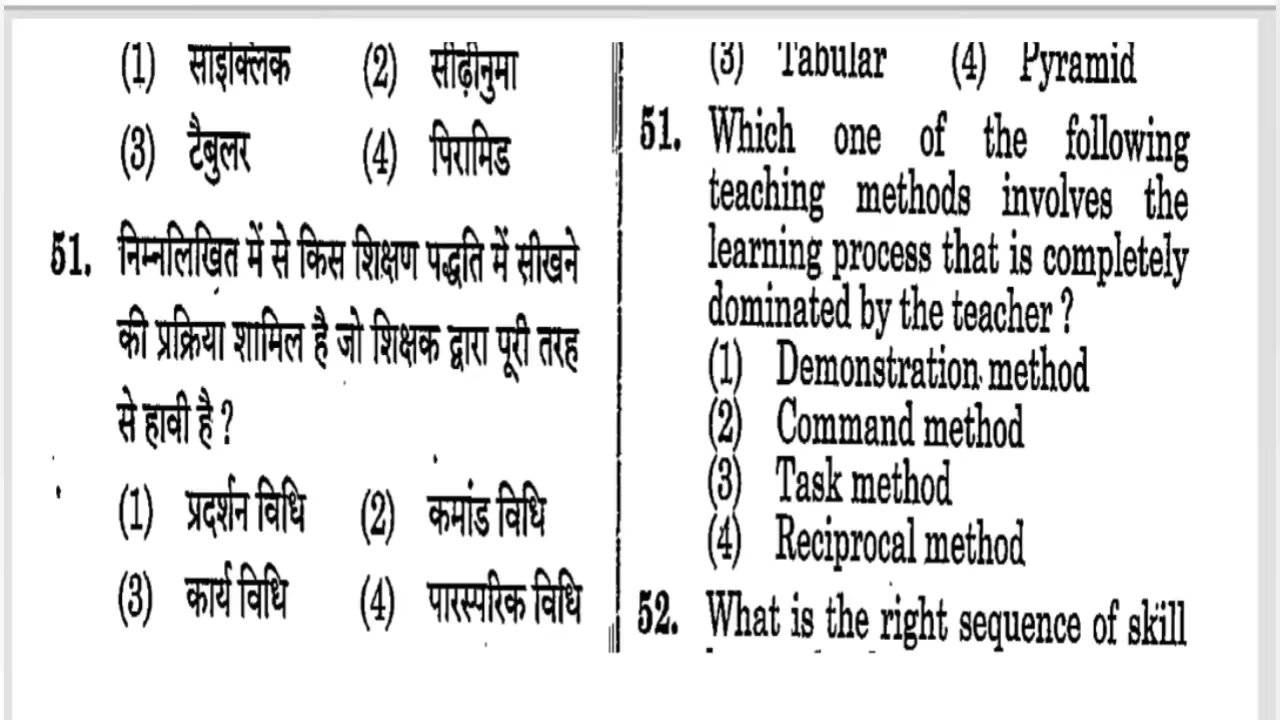 (1) साइक्लिक (2) सीढ़ीनुमा
(3) टैबुलर (4) पिरामिड
51. निम्नलिखित में से किस शिक्षण पद्धति में सीखने
की प्रक्रिया शामिल है जो शिक्षक द्वारा पूरी तरह
से हावी है ?
(1) प्रदर्शन विधि (2) कमांड विधि
(3) कार्य विधि (4) पारस्परिक विधि
(3) Tabular (4) Pyramid
51. Which one of the following
teaching methods involves the
learning process that is completely
dominated by the teacher ?
(1) Demonstration method
(2) Command method
(3) Task method
(4) Reciprocal method
52. What is the right sequence of skill